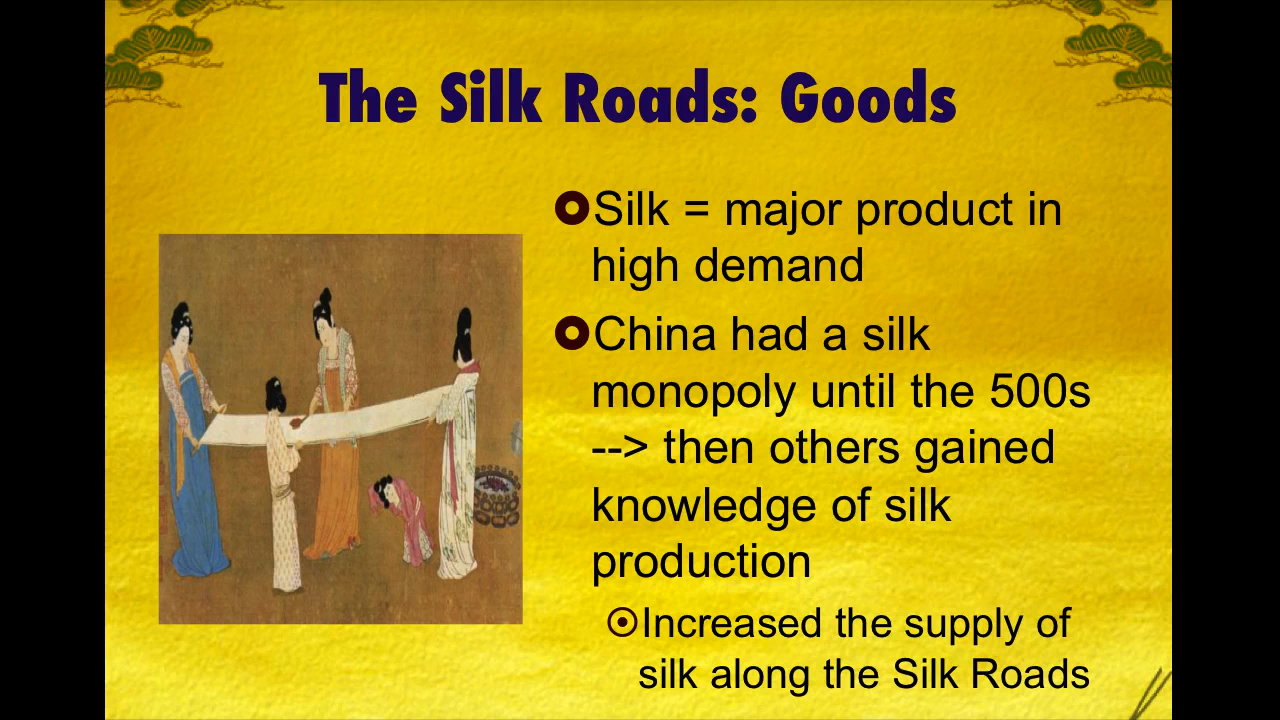 The Silk Roads: Goods
Silk = major product in
high demand
China had a silk
monopoly until the 500s
--> then others gained
knowledge of silk
production
Increased the supply of
silk along the Silk Roads